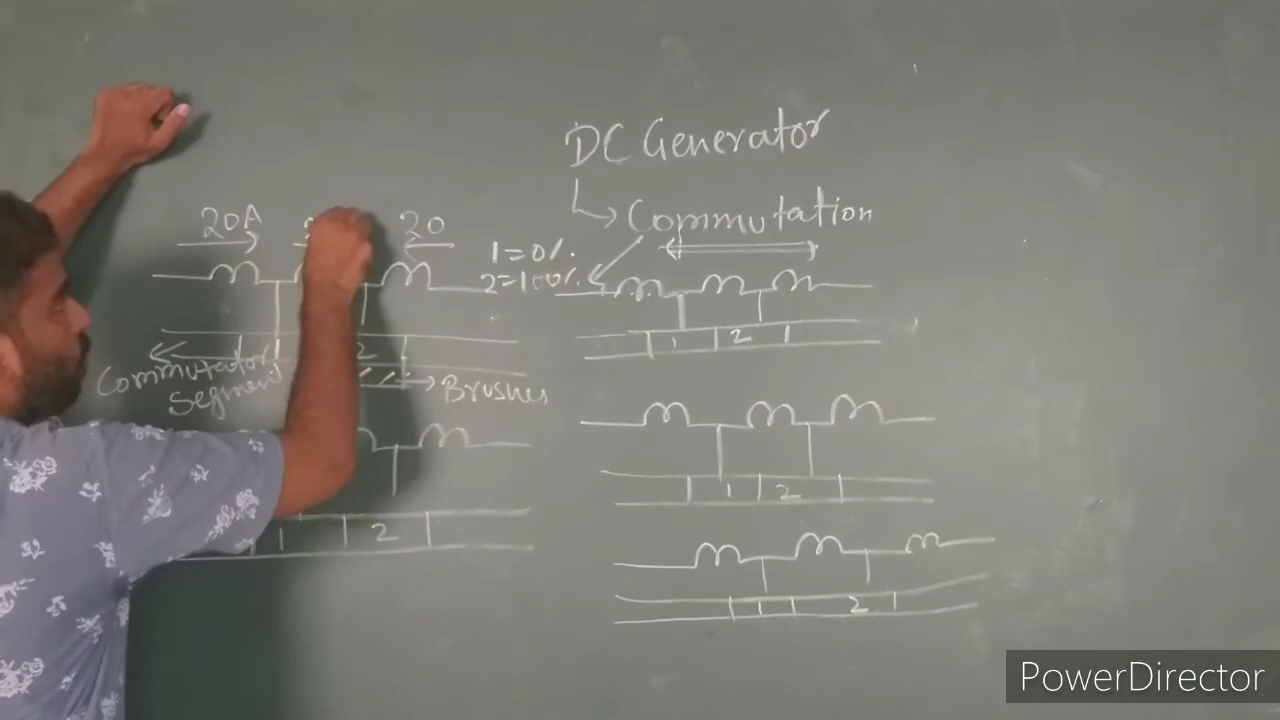 DC Generator
Commutation
20A
20
1=0%.
2=100%.
1 2
1 2
Commutator
Segment
Brushes
1 2
2
1 2
PowerDirector